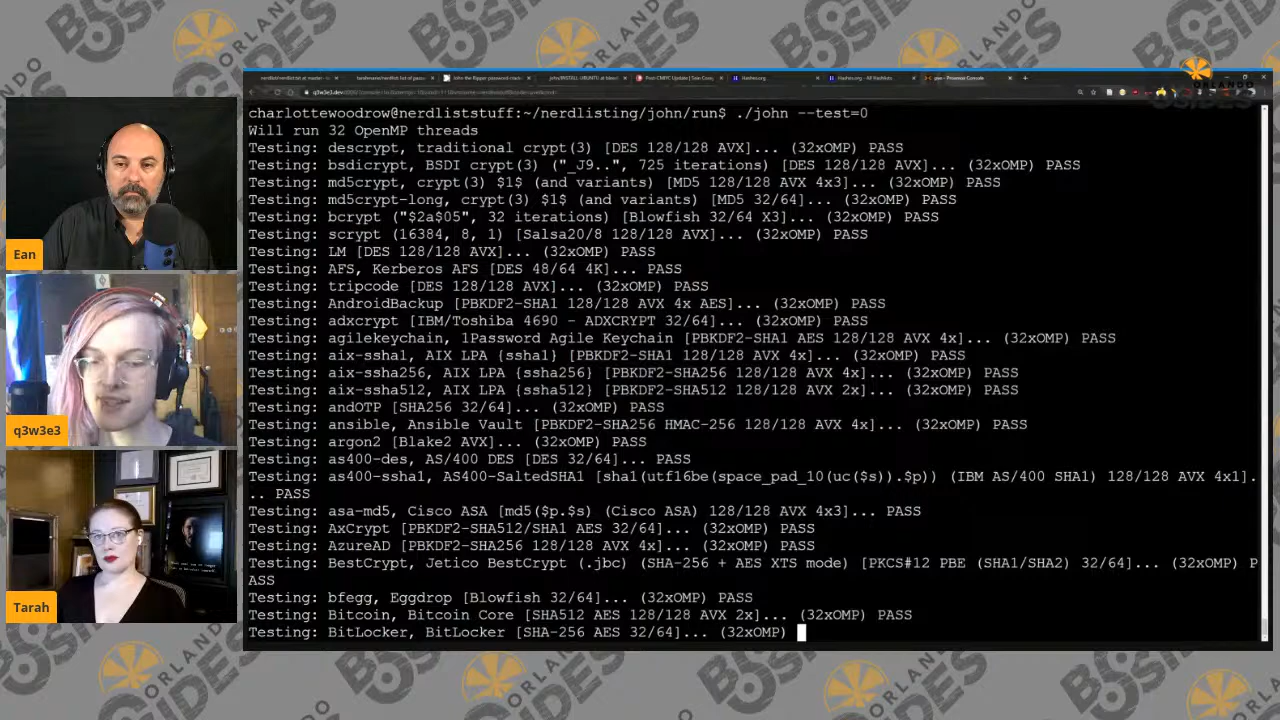 BSIDES ORLANDO
Ean
q3w3e3
Tarah
charlottewoodrow@nerdliststuff:~/nerdlisting/john/run$ ./john --test=0
Will run 32 OpenMP threads
Testing: descrypt, traditional crypt(3) [DES 128/128 AVX]... (32xOMP) PASS
Testing: bsdicrypt, BSDI crypt(3) ("_J9..", 725 iterations) [DES 128/128 AVX]... (32xOMP) PASS
Testing: md5crypt, crypt(3) $1$ (and variants) [MD5 128/128 AVX 4x3]... (32xOMP) PASS
Testing: md5crypt-long, crypt(3) $1$ (and variants) [MD5 32/64]... (32xOMP) PASS
Testing: bcrypt ("$2a$05", 32 iterations) [Blowfish 32/64 X3]... (32xOMP) PASS
Testing: scrypt (16384, 8, 1) [Salsa20/8 128/128 AVX]... (32xOMP) PASS
Testing: LM [DES 128/128 AVX]... (32xOMP) PASS
Testing: AFS, Kerberos AFS [DES 48/64 4K]... PASS
Testing: tripcode [DES 128/128 AVX]... (32xOMP) PASS
Testing: AndroidBackup [PBKDF2-SHA1 128/128 AVX 4x AES]... (32xOMP) PASS
Testing: adxcrypt [IBM/Toshiba 4690 - ADXCRYPT 32/64]... (32xOMP) PASS
Testing: agilekeychain, 1Password Agile Keychain [PBKDF2-SHA1 AES 128/128 AVX 4x]... (32xOMP) PASS
Testing: aix-ssha1, AIX LPA {ssha1} [PBKDF2-SHA1 128/128 AVX 4x]... (32xOMP) PASS
Testing: aix-ssha256, AIX LPA {ssha256} [PBKDF2-SHA256 128/128 AVX 4x]... (32xOMP) PASS
Testing: aix-ssha512, AIX LPA {ssha512} [PBKDF2-SHA512 128/128 AVX 2x]... (32xOMP) PASS
Testing: andOTP [SHA256 32/64]... (32xOMP) PASS
Testing: ansible, Ansible Vault [PBKDF2-SHA256 HMAC-256 128/128 AVX 4x]... (32xOMP) PASS
Testing: argon2 [Blake2 AVX]... (32xOMP) PASS
Testing: as400-des, AS/400 DES [DES 32/64]... PASS
Testing: as400-ssha1, AS400-SaltedSHA1 [sha1(utf16be(space_pad_10(uc($s)).$p)) (IBM AS/400 SHA1) 128/128 AVX 4x1].
.. PASS
Testing: asa-md5, Cisco ASA [md5($p.$s) (Cisco ASA) 128/128 AVX 4x3]... PASS
Testing: AxCrypt [PBKDF2-SHA512/SHA1 AES 32/64]... (32xOMP) PASS
Testing: AzureAD [PBKDF2-SHA256 128/128 AVX 4x]... (32xOMP) PASS
Testing: BestCrypt, Jetico BestCrypt (.jbc) (SHA-256 + AES XTS mode) [PKCS#12 PBE (SHA1/SHA2) 32/64]... (32xOMP) P
ASS
Testing: bfegg, Eggdrop [Blowfish 32/64]... (32xOMP) PASS
Testing: Bitcoin, Bitcoin Core [SHA512 AES 128/128 AVX 2x]... (32xOMP) PASS
Testing: BitLocker, BitLocker [SHA-256 AES 32/64]... (32xOMP)